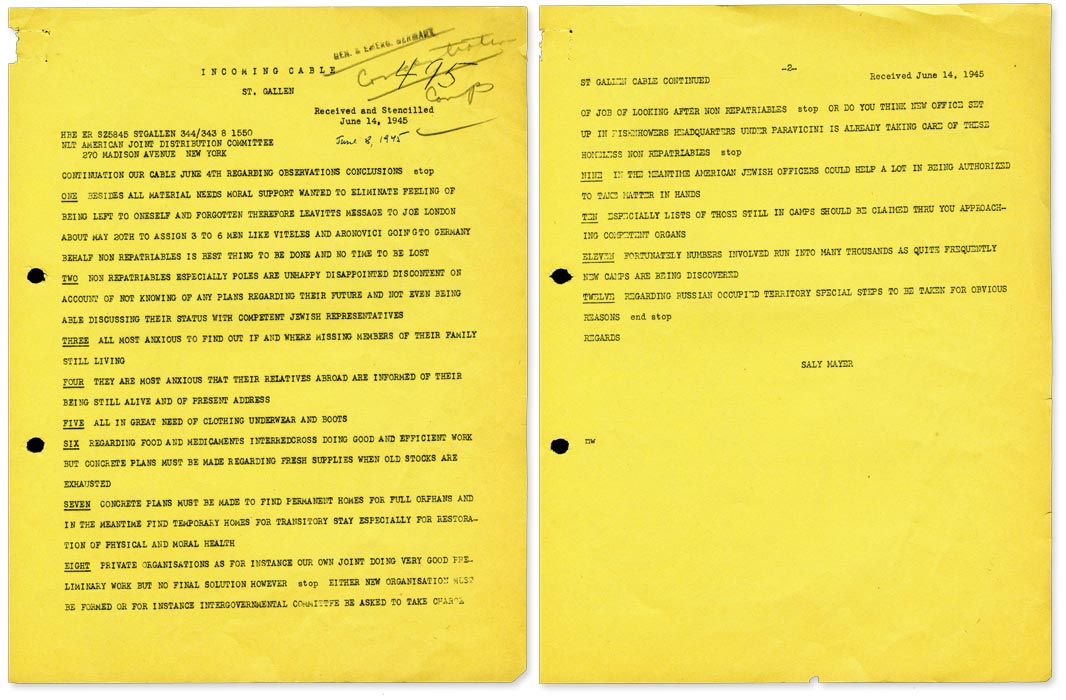 GEN. & EMERG. GERMANY
Concentration
Camps
495
INCOMING CABLE
ST. GALLEN
Received and Stencilled
June 14, 1945
June 8, 1945
HBE ER SZ5845 STGALLEN 344/343 8 1550
NLT AMERICAN JOINT DISTRIBUTION COMMITTEE
270 MADISON AVENUE NEW YORK
CONTINUATION OUR CABLE JUNE 4TH REGARDING OBSERVATIONS CONCLUSIONS stop
ONE BESIDES ALL MATERIAL NEEDS MORAL SUPPORT WANTED TO ELIMINATE FEELING OF
BEING LEFT TO ONESELF AND FORGOTTEN THEREFORE LEAVITTS MESSAGE TO JOE LONDON
ABOUT MAY 20TH TO ASSIGN 3 TO 6 MEN LIKE VITELES AND ARONOVICI GOINGTO GERMANY
BEHALF NON REPATRIABLES IS BEST THING TO BE DONE AND NO TIME TO BE LOST
TWO NON REPATRIABLES ESPECIALLY POLES ARE UNHAPPY DISAPPOINTED DISCONTENT ON
ACCOUNT OF NOT KNOWING OF ANY PLANS REGARDING THEIR FUTURE AND NOT EVEN BEING
ABLE DISCUSSING THEIR STATUS WITH COMPETENT JEWISH REPRESENTATIVES
THREE ALL MOST ANXIOUS TO FIND OUT IF AND WHERE MISSING MEMBERS OF THEIR FAMILY
STILL LIVING
FOUR THEY ARE MOST ANXIOUS THAT THEIR RELATIVES ABROAD ARE INFORMED OF THEIR
BEING STILL ALIVE AND OF PRESENT ADDRESS
FIVE ALL IN GREAT NEED OF CLOTHING UNDERWEAR AND BOOTS
SIX REGARDING FOOD AND MEDICAMENTS INTERREDCROSS DOING GOOD AND EFFICIENT WORK
BUT CONCRETE PLANS MUST BE MADE REGARDING FRESH SUPPLIES WHEN OLD STOCKS ARE
EXHAUSTED
SEVEN CONCRETE PLANS MUST BE MADE TO FIND PERMANENT HOMES FOR FULL ORPHANS AND
IN THE MEANTIME FIND TEMPORARY HOMES FOR TRANSITORY STAY ESPECIALLY FOR RESTORA-
TION OF PHYSICAL AND MORAL HEALTH
EIGHT PRIVATE ORGANISATIONS AS FOR INSTANCE OUR OWN JOINT DOING VERY GOOD PRE-
LIMINARY WORK BUT NO FINAL SOLUTION HOWEVER stop EITHER NEW ORGANISATION MUST
BE FORMED OR FOR INSTANCE INTERGOVERNMENTAL COMMITTEE BE ASKED TO TAKE CHARGE
-2-
ST GALLEN CABLE CONTINUED Received June 14, 1945
OF JOB OF LOOKING AFTER NON REPATRIABLES stop OR DO YOU THINK NEW OFFICE SET
UP IN EISENHOWERS HEADQUARTERS UNDER PARAVICINI IS ALREADY TAKING CARE OF THESE
HOMELESS NON REPATRIABLES stop
NINE IN THE MEANTIME AMERICAN JEWISH OFFICERS COULD HELP A LOT IN BEING AUTHORIZED
TO TAKE MATTER IN HANDS
TEN ESPECIALLY LISTS OF THOSE STILL IN CAMPS SHOULD BE CLAIMED THRU YOU APPROACH-
ING COMPETENT ORGANS
ELEVEN FORTUNATELY NUMBERS INVOLVED RUN INTO MANY THOUSANDS AS QUITE FREQUENTLY
NEW CAMPS ARE BEING DISCOVERED
TWELVE REGARDING RUSSIAN OCCUPIED TERRITORY SPECIAL STEPS TO BE TAKEN FOR OBVIOUS
REASONS end stop
REGARDS
SALY MAYER
nw